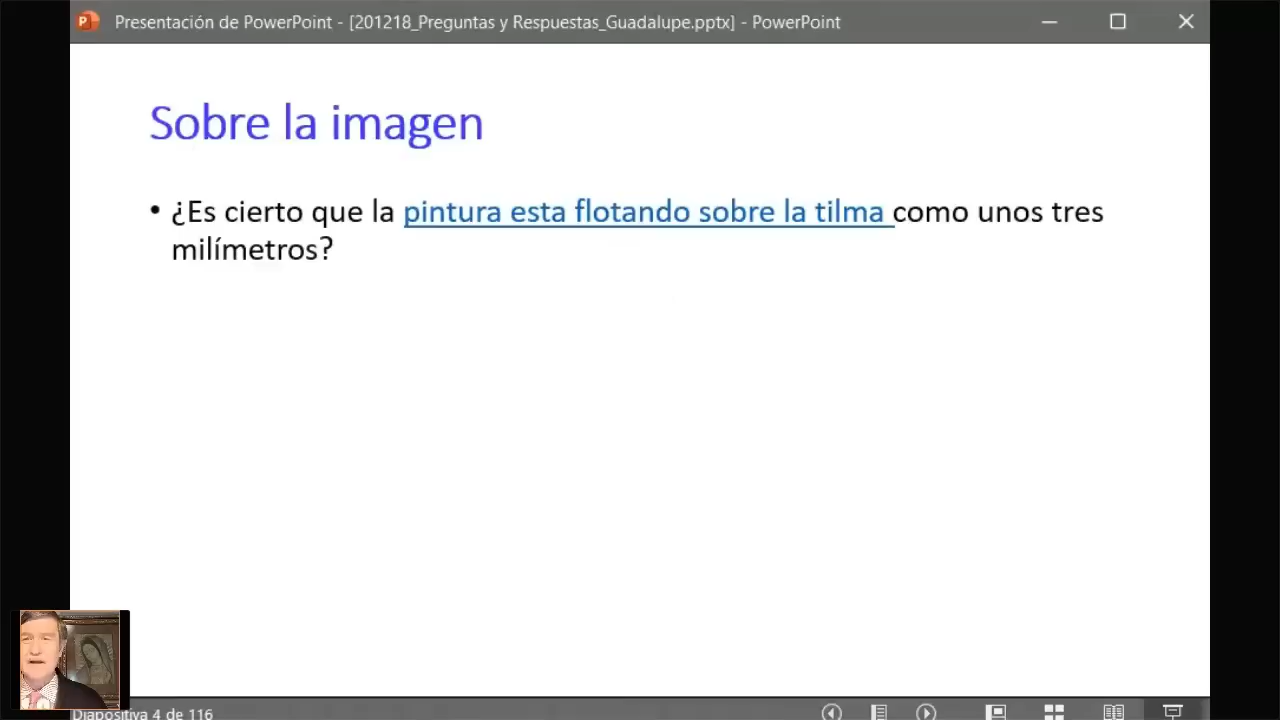 Presentación de PowerPoint - [201218_Preguntas y Respuestas_Guadalupe.pptx] - PowerPoint
Sobre la imagen
• ¿Es cierto que la pintura esta flotando sobre la tilma como unos tres
milímetros?
Diapositiva 4 de 116